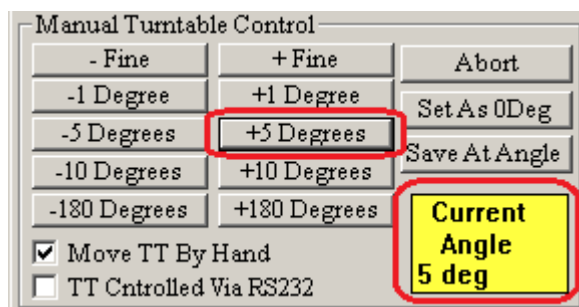 Manual Turntable Control
- Fine
+ Fine
Abort
-1 Degree
+1 Degree
Set As 0Deg
-5 Degrees
+5 Degrees
Save At Angle
-10 Degrees
+10 Degrees
-180 Degrees
+180 Degrees
Current
Angle
5 deg
Move TT By Hand
TT Cntrolled Via RS232